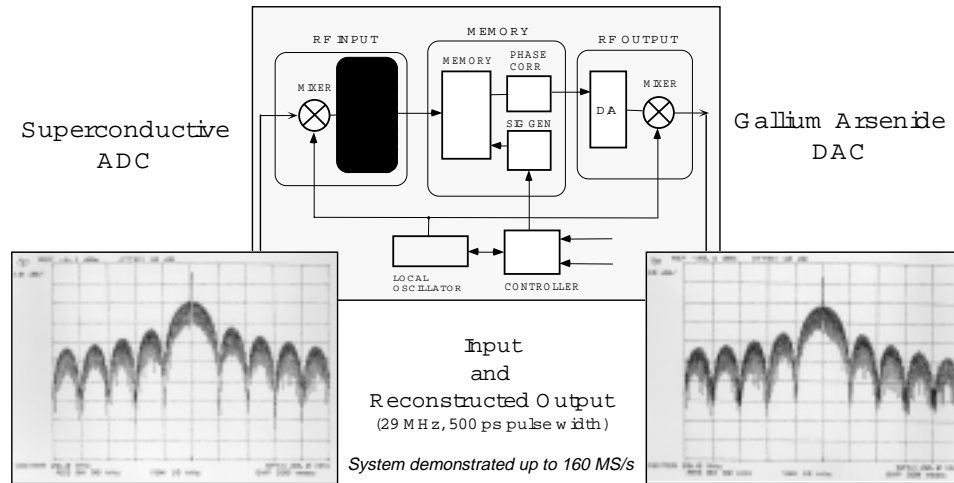 MEMORY
RF INPUT
RF OUTPUT
MEMORY
PHASE
CORR
MIXER
MIXER
DA
SIG GEN
Superconductive
ADC
Gallium Arsenide
DAC
LOCAL
OSCILLATOR
CONTROLLER
Input
and
Reconstructed Output
(29 MHz, 500 ps pulse width)
System demonstrated up to 160 MS/s